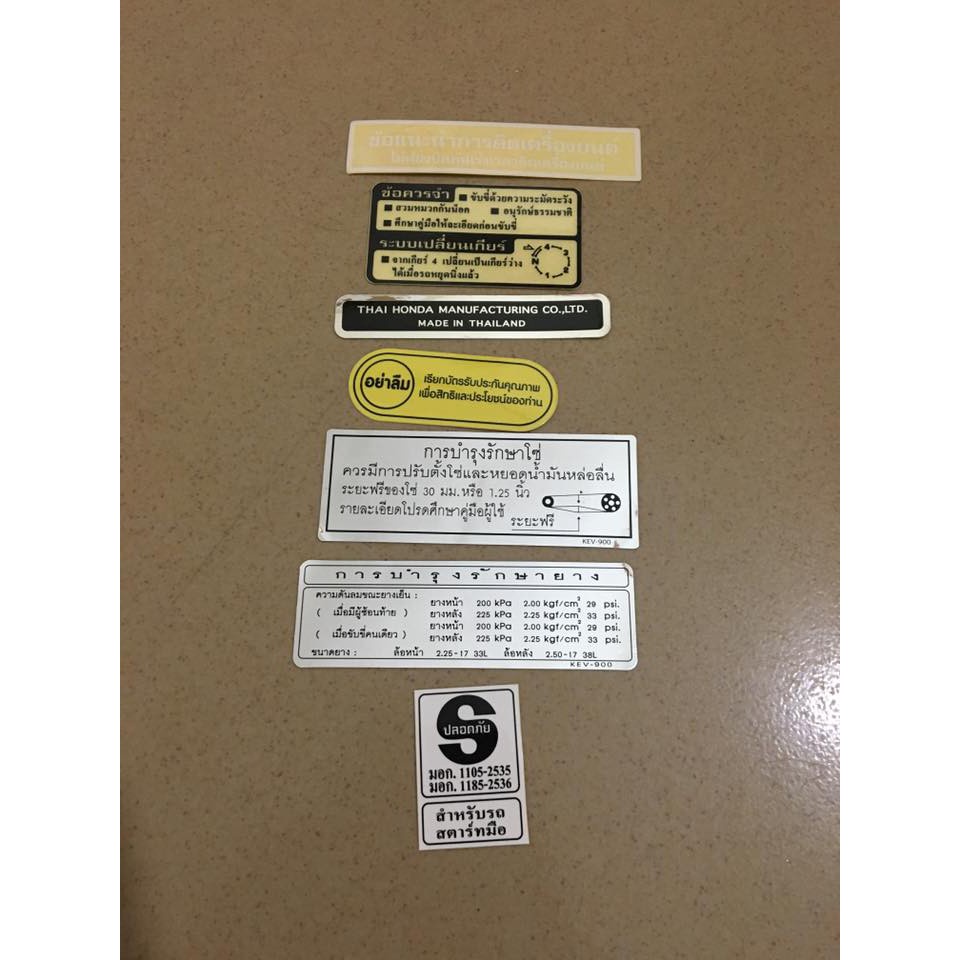 ข้อแนะนำการติดเครื่องยนต์
ข้อควรจำ ■ ขับขี่ด้วยความระมัดระวัง
■ สวมหมวกกันน็อค ■ อนุรักษ์ธรรมชาติ
■ ศึกษาคู่มือให้ละเอียดก่อนขับขี่
ระบบเปลี่ยนเกียร์
■ จากเกียร์ 4 เปลี่ยนเป็นเกียร์ว่าง
ได้เมื่อรถหยุดนิ่งแล้ว
N 4 3 2 1
THAI HONDA MANUFACTURING CO.,LTD.
MADE IN THAILAND
อย่าลืม
เรียกบัตรรับประกันคุณภาพ
เพื่อสิทธิและประโยชน์ของท่าน
การบำรุงรักษาโซ่
ควรมีการปรับตั้งโซ่และหยอดน้ำมันหล่อลื่น
ระยะฟรีของโซ่ 30 มม.หรือ 1.25 นิ้ว
รายละเอียดโปรดศึกษาคู่มือผู้ใช้
ระยะฟรี
KEV-900
การบำรุงรักษายาง
ความดันลมขณะยางเย็น :
( เมื่อมีผู้ซ้อนท้าย ) ยางหน้า 200 kPa 2.00 kgf/cm² 29 psi.
ยางหลัง 225 kPa 2.25 kgf/cm² 33 psi.
( เมื่อขับขี่คนเดียว ) ยางหน้า 200 kPa 2.00 kgf/cm² 29 psi.
ยางหลัง 225 kPa 2.25 kgf/cm² 33 psi.
ขนาดยาง : ล้อหน้า 2.25-17 33L ล้อหลัง 2.50-17 38L
KEV-900
S
ปลอดภัย
มอก. 1105-2535
มอก. 1185-2536
สำหรับรถ
สตาร์ทมือ